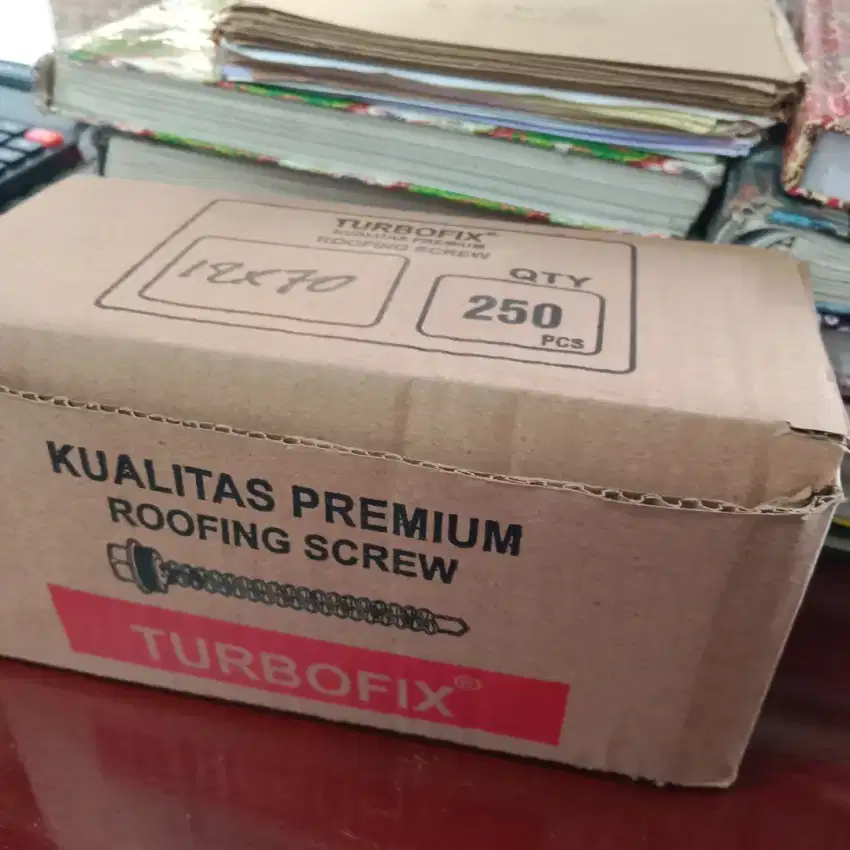 TURBOFIX®
KUALITAS PREMIUM
ROOFING SCREW
12x70
QTY
250
PCS
KUALITAS PREMIUM
ROOFING SCREW
TURBOFIX®